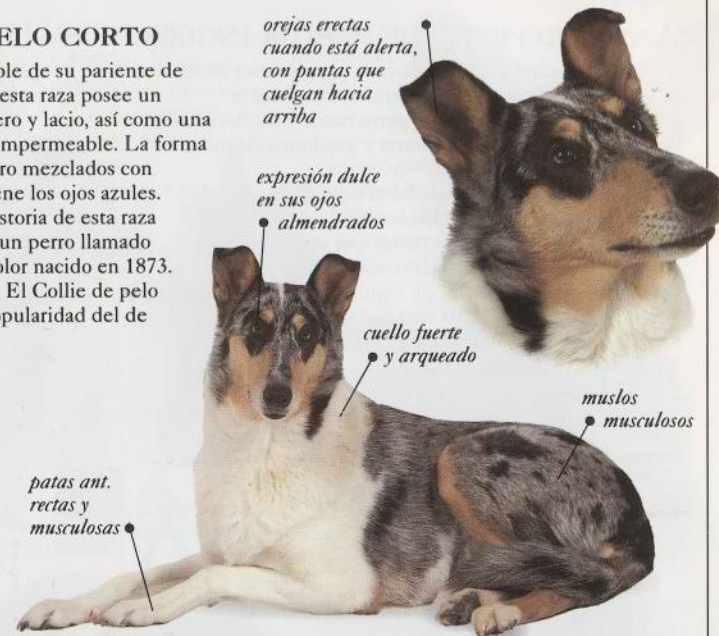 ELO CORTO
ble de su pariente de
esta raza posee un
ero y lacio, así como una
impermeable. La forma
ro mezclados con
ene los ojos azules.
storia de esta raza
un perro llamado
olor nacido en 1873.
El Collie de pelo
opularidad del de
orejas erectas
cuando está alerta,
con puntas que
cuelgan hacia
arriba
expresión dulce
en sus ojos
almendrados
cuello fuerte
y arqueado
muslos
musculosos
patas ant.
rectas y
musculosas